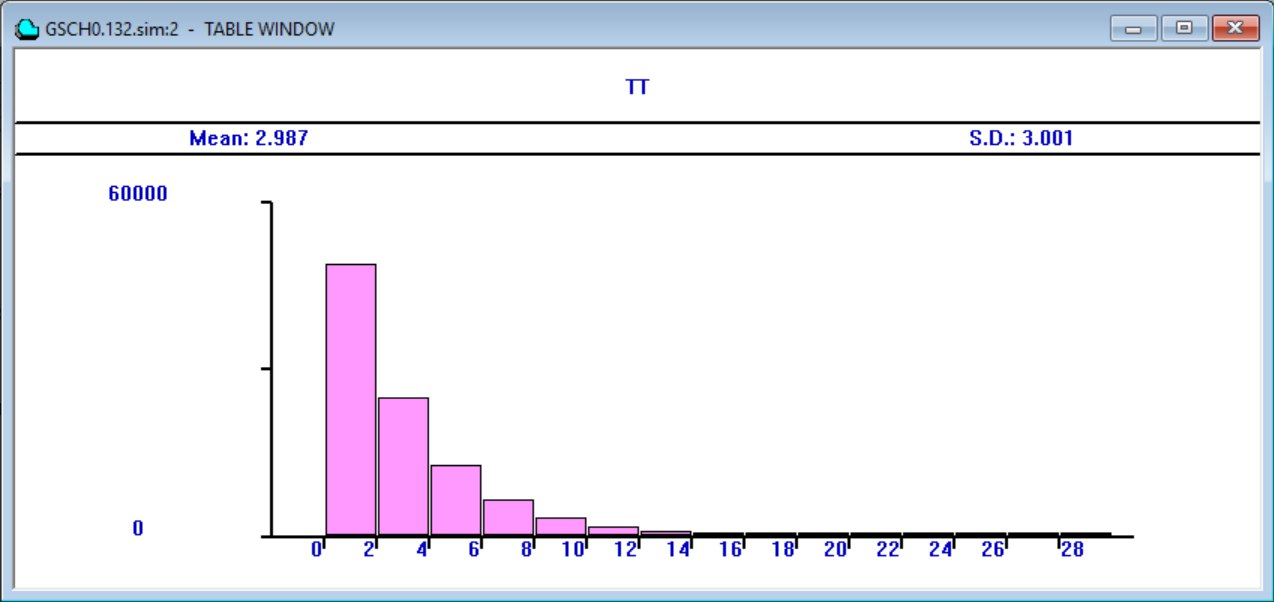 GSCH0.132.sim:2 - TABLE WINDOW
TT
Mean: 2.987 S.D.: 3.001
60000
0
0 2 4 6 8 10 12 14 16 18 20 22 24 26 28